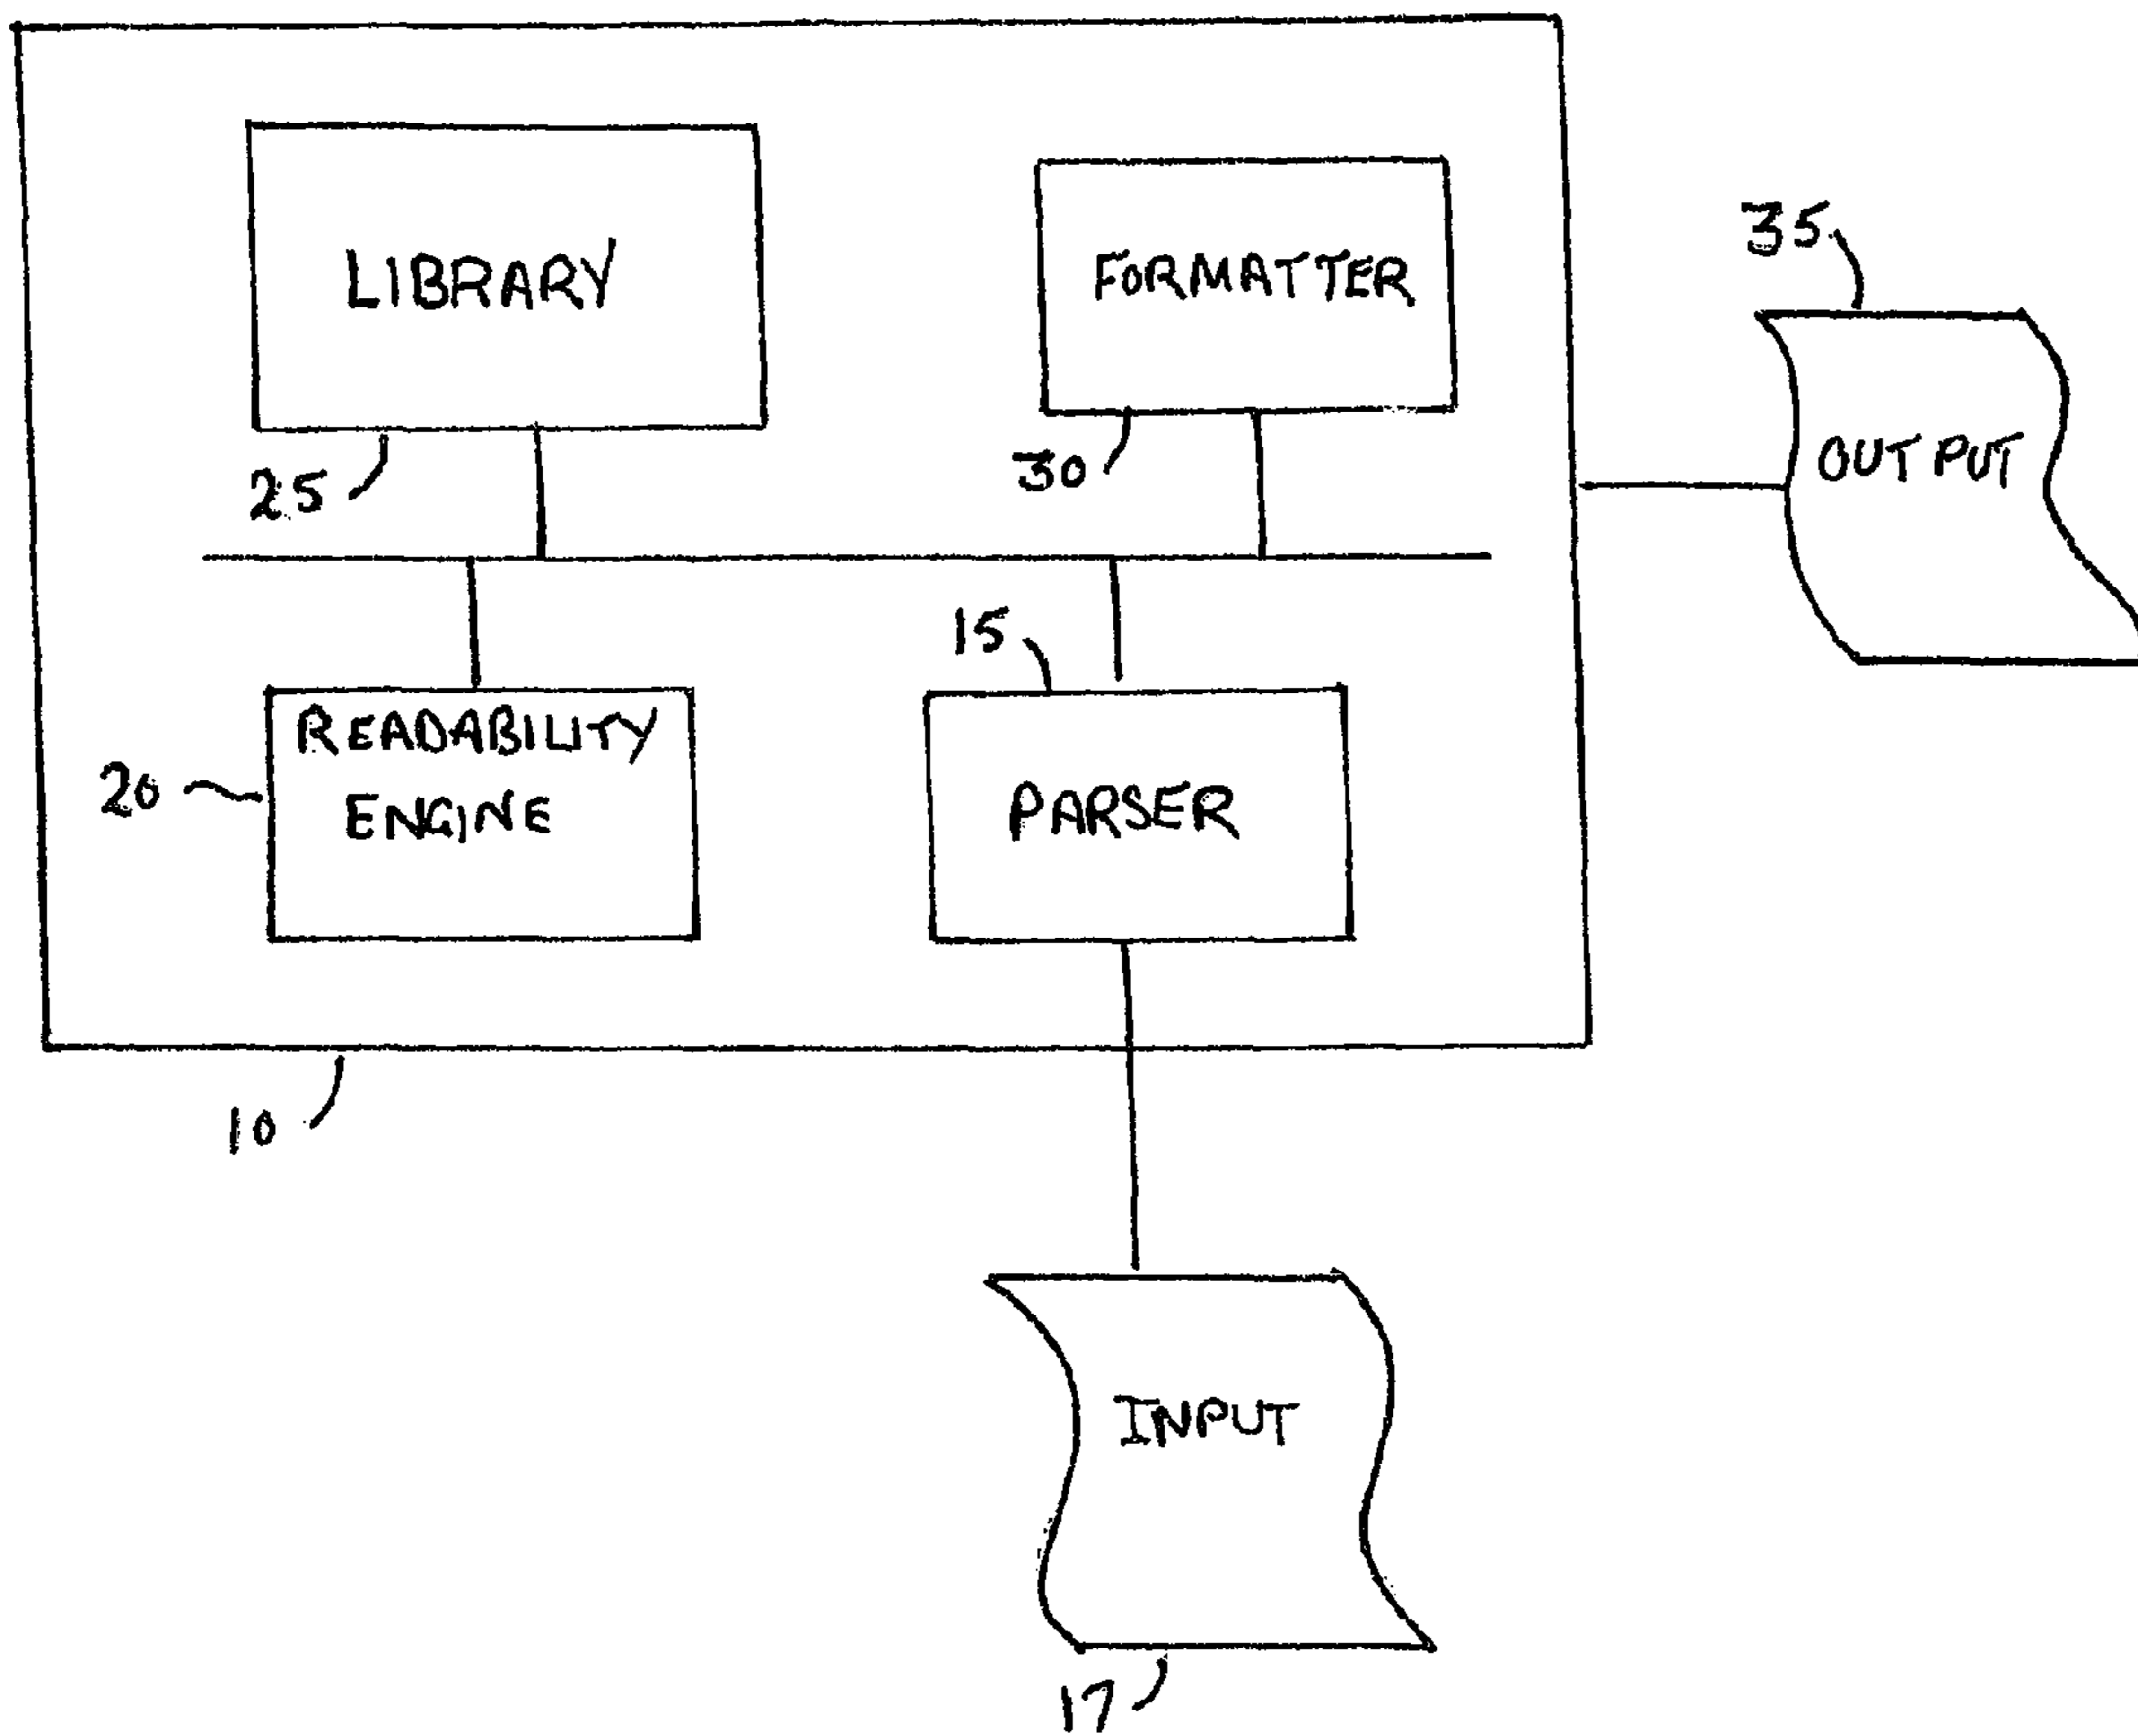 LIBRARY
FORMATTER
35
OUTPUT
25
30
15
READABILITY
ENGINE
20
PARSER
10
INPUT
17